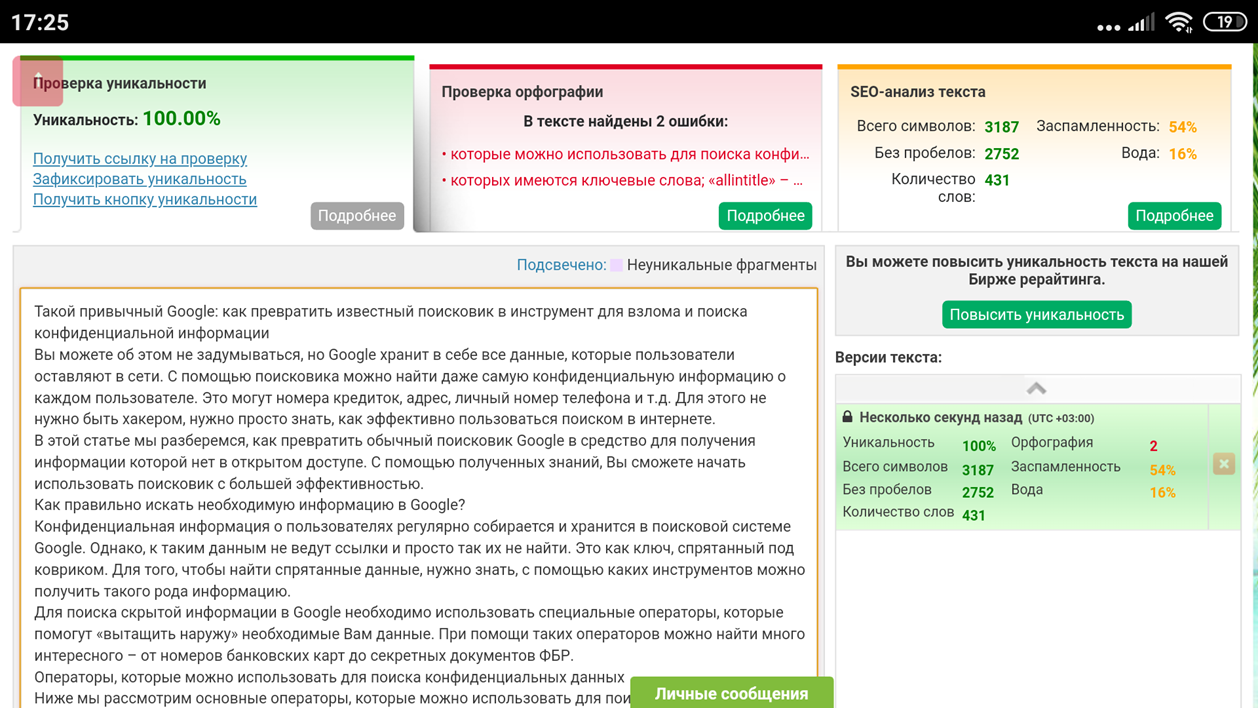 17:25
19
Проверка уникальности
Уникальность: 100.00%
Получить ссылку на проверку
Зафиксировать уникальность
Получить кнопку уникальности
Подробнее
Проверка орфографии
В тексте найдены 2 ошибки:
• которые можно использовать для поиска конфи...
• которых имеются ключевые слова; «allintitle» – ...
Подробнее
SEO-анализ текста
Всего символов: 3187 Заспамленность: 54%
Без пробелов: 2752 Вода: 16%
Количество слов: 431
Подробнее
Подсвечено: Неуникальные фрагменты
Такой привычный Google: как превратить известный поисковик в инструмент для взлома и поиска
конфиденциальной информации
Вы можете об этом не задумываться, но Google хранит в себе все данные, которые пользователи
оставляют в сети. С помощью поисковика можно найти даже самую конфиденциальную информацию о
каждом пользователе. Это могут номера кредиток, адрес, личный номер телефона и т.д. Для этого не
нужно быть хакером, нужно просто знать, как эффективно пользоваться поиском в интернете.
В этой статье мы разберемся, как превратить обычный поисковик Google в средство для получения
информации которой нет в открытом доступе. С помощью полученных знаний, Вы сможете начать
использовать поисковик с большей эффективностью.
Как правильно искать необходимую информацию в Google?
Конфиденциальная информация о пользователях регулярно собирается и хранится в поисковой системе
Google. Однако, к таким данным не ведут ссылки и просто так их не найти. Это как ключ, спрятанный под
ковриком. Для того, чтобы найти спрятанные данные, нужно знать, с помощью каких инструментов можно
получить такого рода информацию.
Для поиска скрытой информации в Google необходимо использовать специальные операторы, которые
помогут «вытащить наружу» необходимые Вам данные. При помощи таких операторов можно найти много
интересного – от номеров банковских карт до секретных документов ФБР.
Операторы, которые можно использовать для поиска конфиденциальных данных
Ниже мы рассмотрим основные операторы, которые можно использовать для пои
Вы можете повысить уникальность текста на нашей
Бирже рерайтинга.
Повысить уникальность
Версии текста:
Несколько секунд назад (UTC +03:00)
Уникальность 100% Орфография 2
Всего символов 3187 Заспамленность 54%
Без пробелов 2752 Вода 16%
Количество слов 431
Личные сообщения